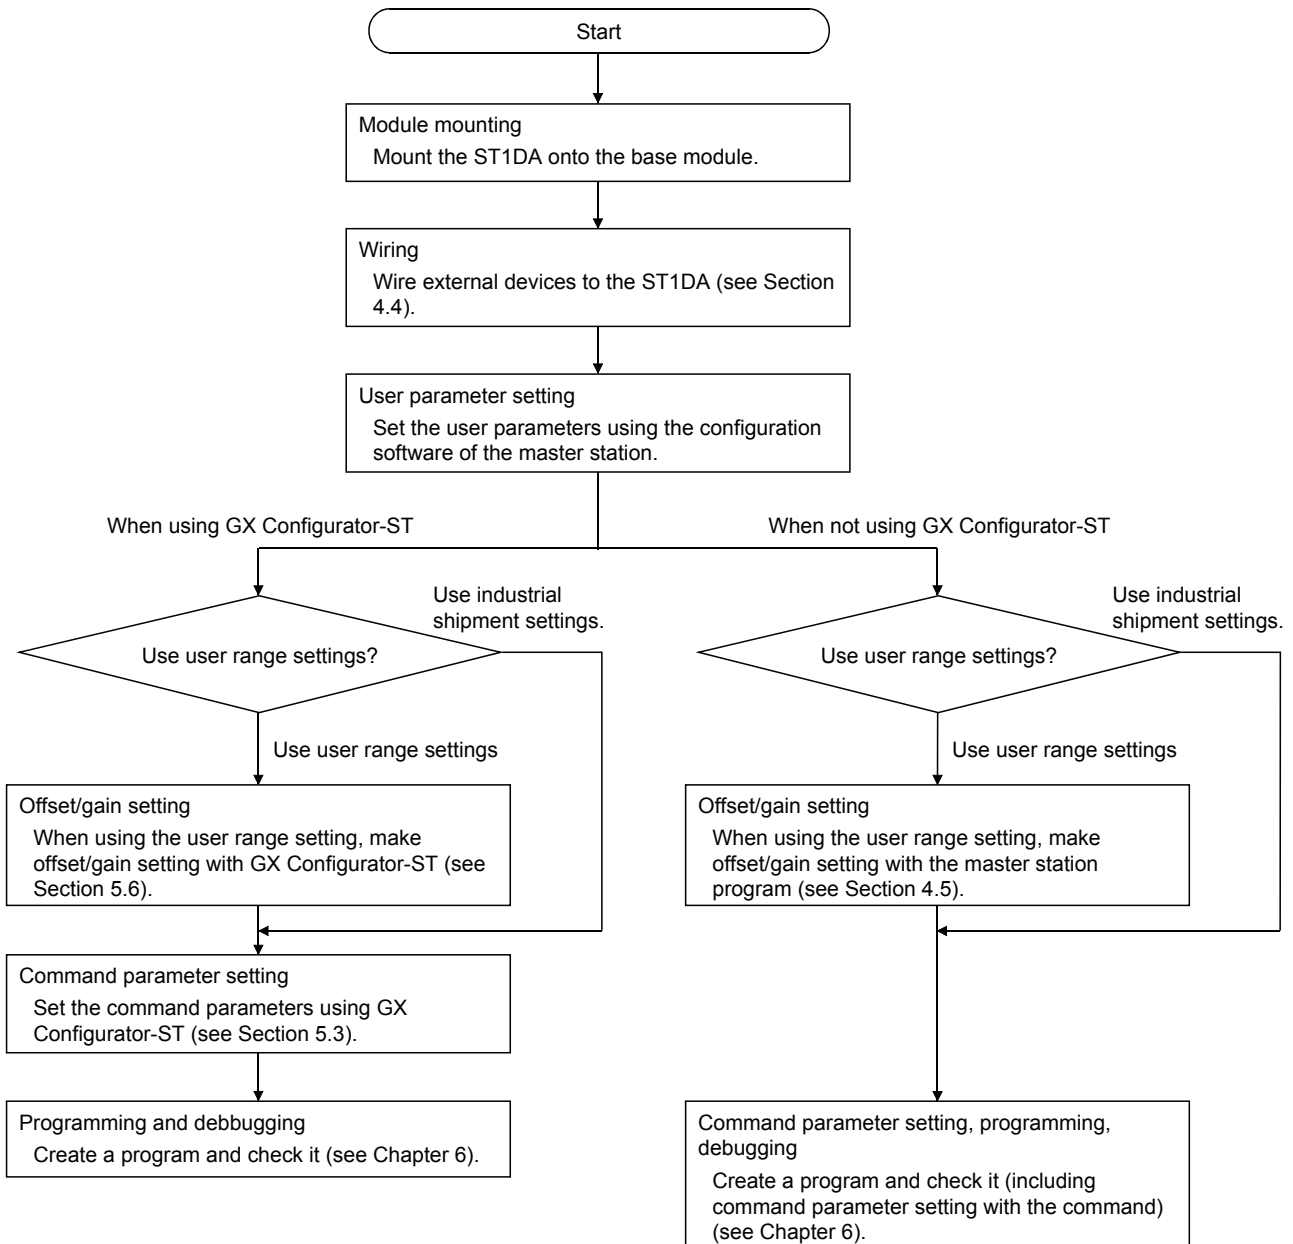 Start
Module mounting
Mount the ST1DA onto the base module.
Wiring
Wire external devices to the ST1DA (see Section
4.4).
User parameter setting
Set the user parameters using the configuration
software of the master station.
When using GX Configurator-ST
When not using GX Configurator-ST
Use industrial
shipment settings.
Use user range settings?
Use user range settings
Use industrial
shipment settings.
Use user range settings?
Use user range settings
Offset/gain setting
When using the user range setting, make
offset/gain setting with GX Configurator-ST (see
Section 5.6).
Offset/gain setting
When using the user range setting, make
offset/gain setting with the master station
program (see Section 4.5).
Command parameter setting
Set the command parameters using GX
Configurator-ST (see Section 5.3).
Programming and debbugging
Create a program and check it (see Chapter 6).
Command parameter setting, programming,
debugging
Create a program and check it (including
command parameter setting with the command)
(see Chapter 6).